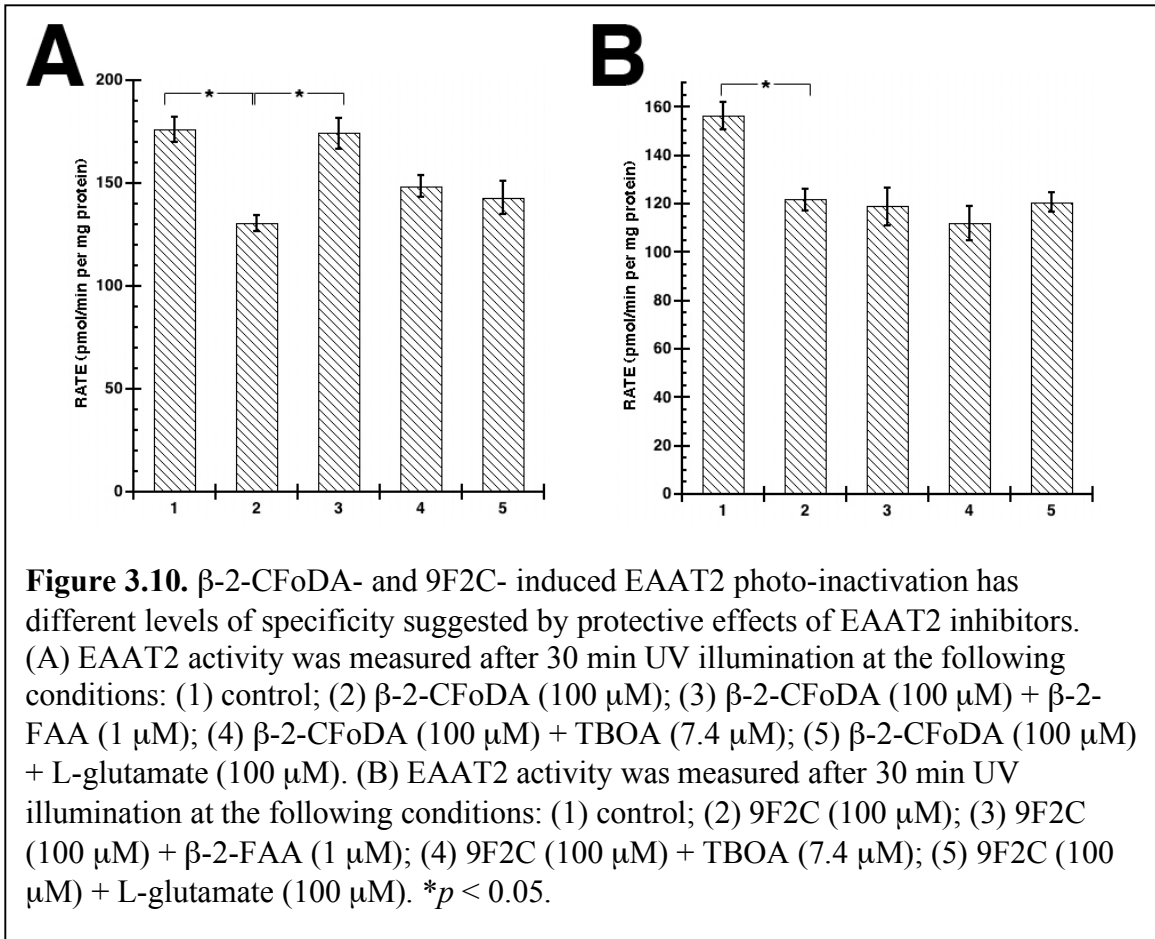 A
B
200
150
100
50
0
RATE (pmol/min per mg protein)
* *
1 2 3 4 5
160
140
120
100
80
60
40
20
0
RATE (pmol/min per mg protein)
*
1 2 3 4 5
Figure 3.10. β-2-CFoDA- and 9F2C- induced EAAT2 photo-inactivation has
different levels of specificity suggested by protective effects of EAAT2 inhibitors.
(A) EAAT2 activity was measured after 30 min UV illumination at the following
conditions: (1) control; (2) β-2-CFoDA (100 μM); (3) β-2-CFoDA (100 μM) + β-2-
FAA (1 μM); (4) β-2-CFoDA (100 μM) + TBOA (7.4 μM); (5) β-2-CFoDA (100 μM)
+ L-glutamate (100 μM). (B) EAAT2 activity was measured after 30 min UV
illumination at the following conditions: (1) control; (2) 9F2C (100 μM); (3) 9F2C
(100 μM) + β-2-FAA (1 μM); (4) 9F2C (100 μM) + TBOA (7.4 μM); (5) 9F2C (100
μM) + L-glutamate (100 μM). *p < 0.05.